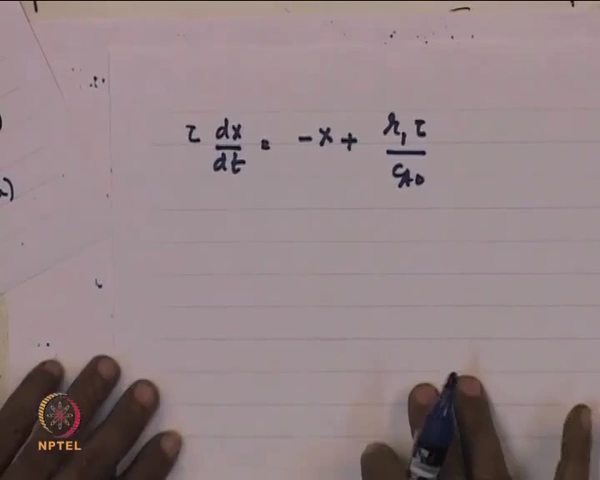 τ dx/dt = -x + r₁τ/C_A0
NPTEL